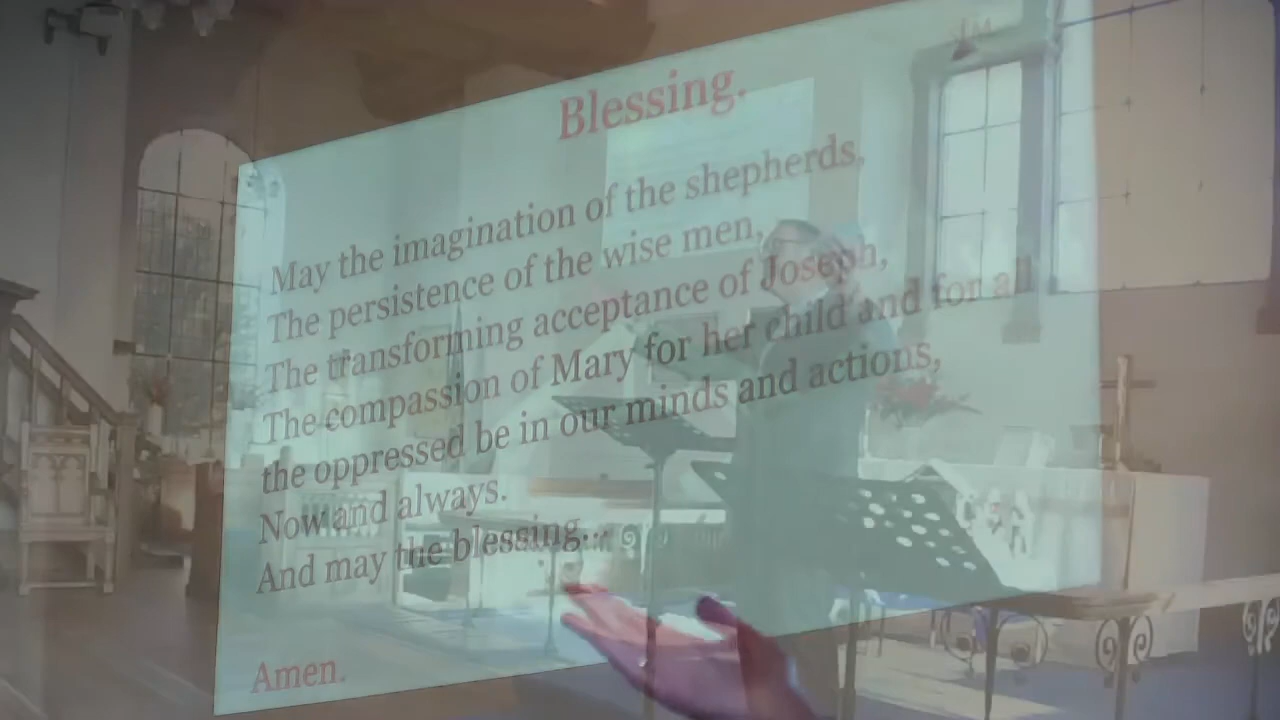 Blessing.
May the imagination of the shepherds,
The persistence of the wise men,
The transforming acceptance of Joseph,
The compassion of Mary for her child and for all
the oppressed be in our minds and actions,
Now and always.
And may the blessing...
Amen.